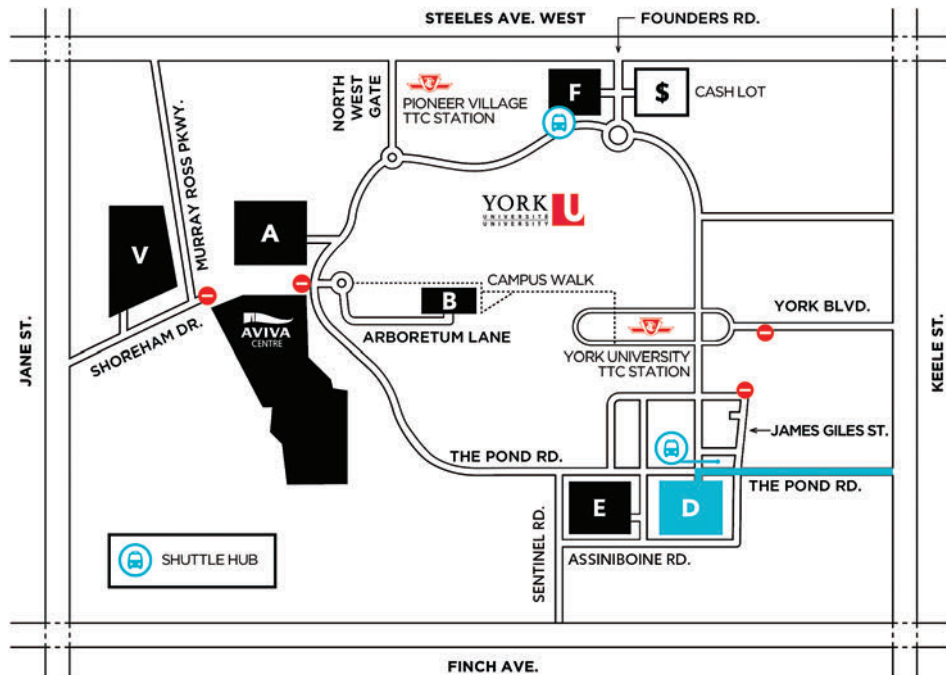 STEELES AVE. WEST
FOUNDERS RD.
NORTH
WEST
GATE
PIONEER VILLAGE
TTC STATION
F
$
CASH LOT
MURRAY ROSS PKWY.
V
A
YORK
UNIVERSITÉ
UNIVERSITY
U
CAMPUS WALK
B
ARBORETUM LANE
AVIVA
CENTRE
SHOREHAM DR.
JANE ST.
YORK BLVD.
YORK UNIVERSITY
TTC STATION
KEELE ST.
JAMES GILES ST.
THE POND RD.
THE POND RD.
E
D
SENTINEL RD.
ASSINIBOINE RD.
SHUTTLE HUB
FINCH AVE.